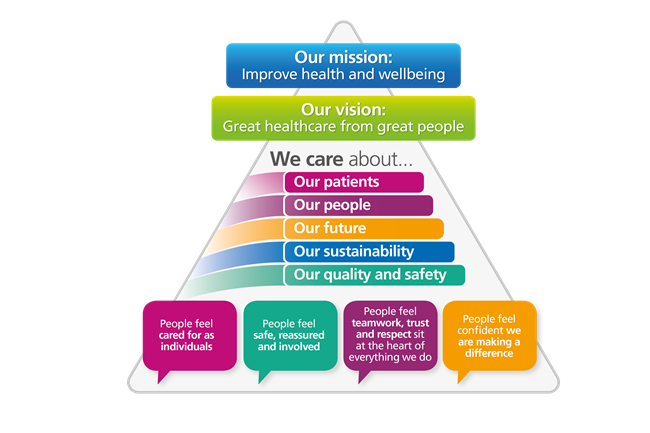 Our mission:
Improve health and wellbeing
Our vision:
Great healthcare from great people
We care about...
Our patients
Our people
Our future
Our sustainability
Our quality and safety
People feel
cared for as
individuals
People feel
safe, reassured
and involved
People feel
teamwork, trust
and respect sit
at the heart of
everything we do
People feel
confident we
are making a
difference